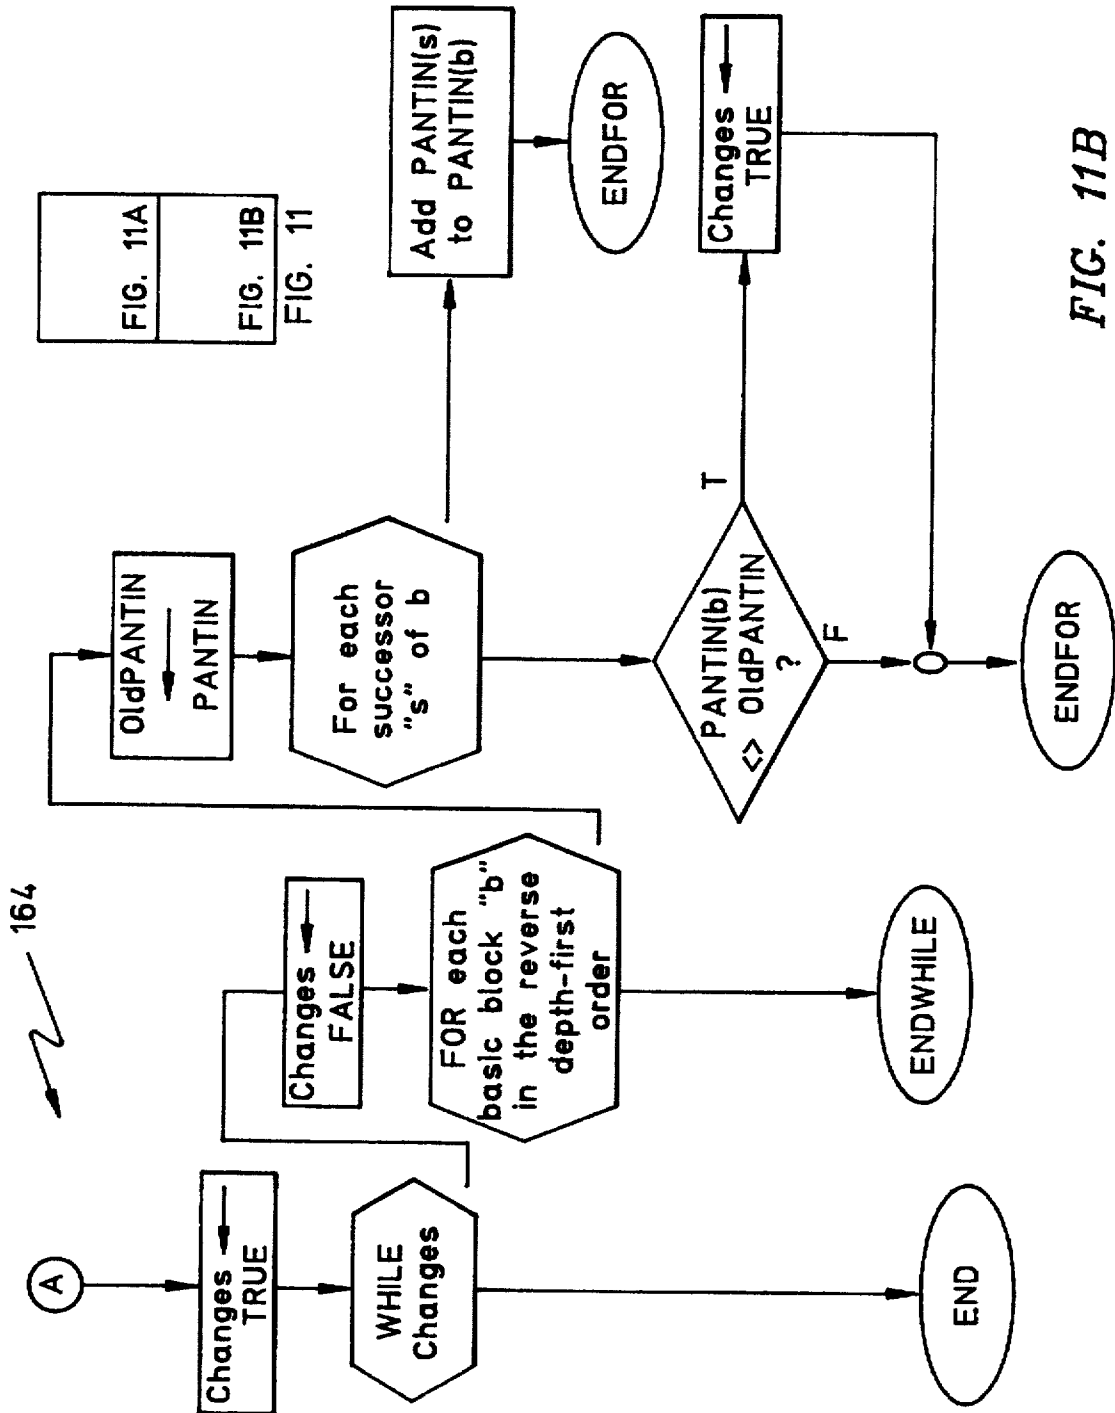 164
A
Changes ←
TRUE
WHILE
Changes
END
Changes ←
FALSE
FOR each
basic block "b"
in the reverse
depth-first
order
ENDWHILE
OldPANTIN
←
PANTIN
For each
successor
"s" of b
PANTIN(b)
<> OldPANTIN
?
T
F
ENDFOR
FIG. 11A
FIG. 11B
FIG. 11
Add PANTIN(s)
to PANTIN(b)
ENDFOR
Changes ←
TRUE
FIG. 11B